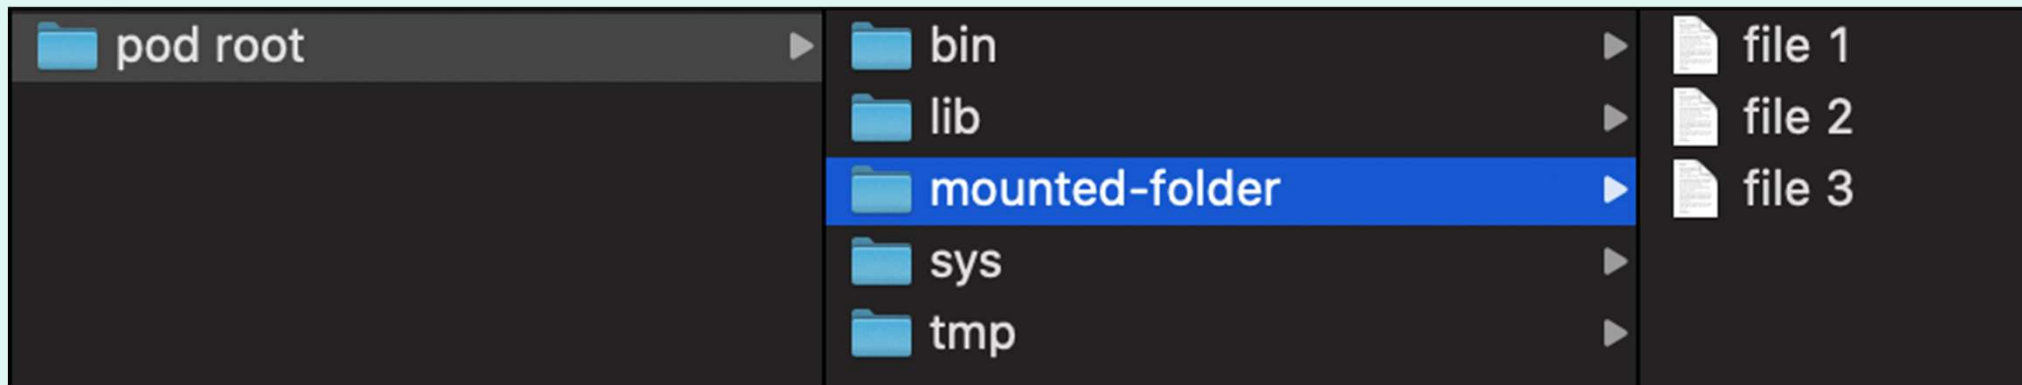 pod root
bin
lib
mounted-folder
sys
tmp
file 1
file 2
file 3